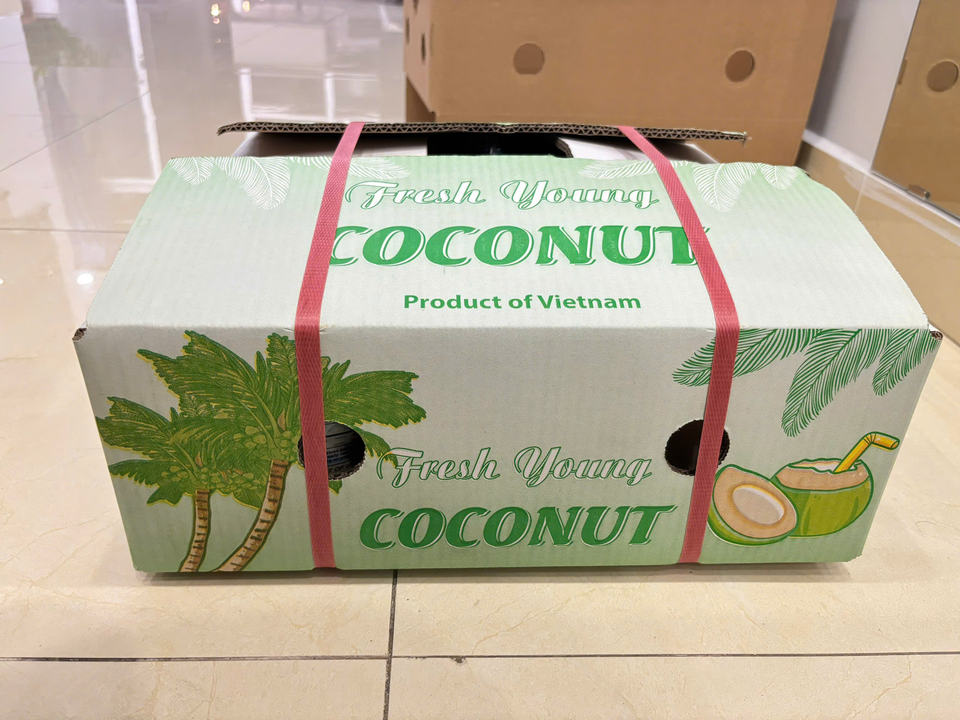 Fresh Young
COCONUT
Product of Vietnam
Fresh Young
COCONUT